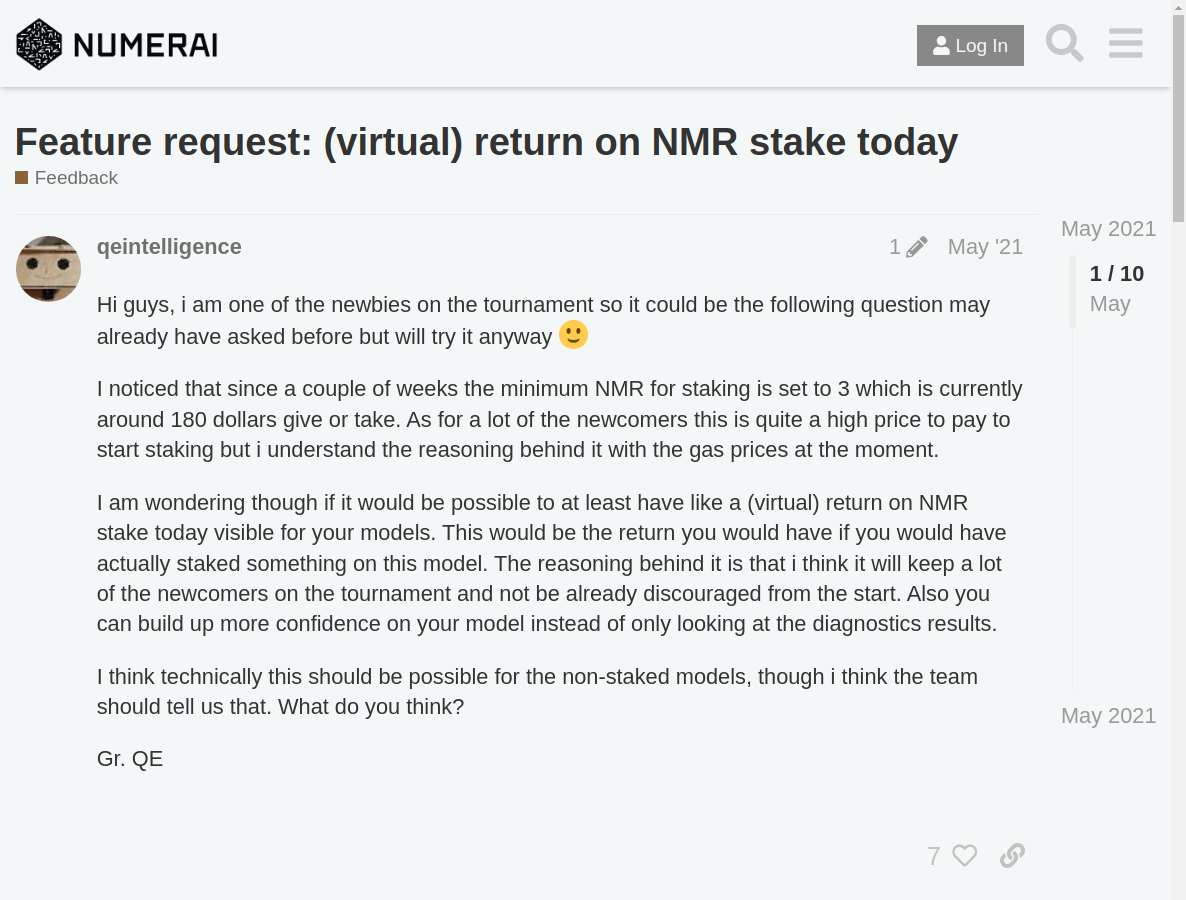 NUMERAI
Log In
Feature request: (virtual) return on NMR stake today
Feedback
qeintelligence
1
May '21
Hi guys, i am one of the newbies on the tournament so it could be the following question may
already have asked before but will try it anyway
I noticed that since a couple of weeks the minimum NMR for staking is set to 3 which is currently
around 180 dollars give or take. As for a lot of the newcomers this is quite a high price to pay to
start staking but i understand the reasoning behind it with the gas prices at the moment.
I am wondering though if it would be possible to at least have like a (virtual) return on NMR
stake today visible for your models. This would be the return you would have if you would have
actually staked something on this model. The reasoning behind it is that i think it will keep a lot
of the newcomers on the tournament and not be already discouraged from the start. Also you
can build up more confidence on your model instead of only looking at the diagnostics results.
I think technically this should be possible for the non-staked models, though i think the team
should tell us that. What do you think?
Gr. QE
7
May 2021
1 / 10
May
May 2021